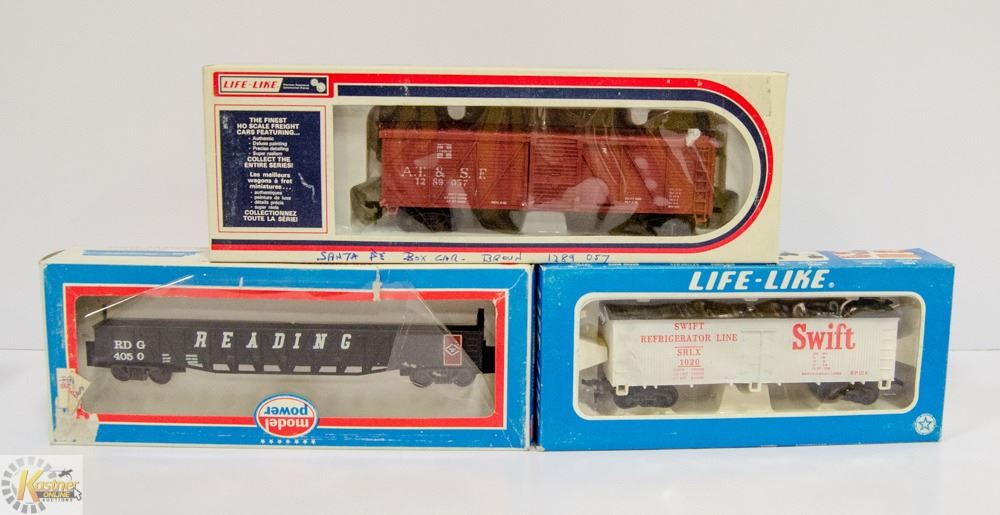 LIFE-LIKE
THE FINEST
HO SCALE FREIGHT
CARS FEATURING...
• Authentic
• Deluxe painting
• Precise detailing
• Super realism
COLLECT THE
ENTIRE SERIES!
Les meilleurs
wagons à fret
miniatures...
• authentiques
• peinture de luxe
• détails précis
• super réels
COLLECTIONNEZ
TOUTE LA SÉRIE!
A.T. & S.F.
1289057
SANTA FE BOX CAR - BROWN 1289 057
READING
RDG
4050
model
power
LIFE-LIKE®
SWIFT
REFRIGERATOR LINE
SRLX
1020
Swift
Kastner
ONLINE
AUCTIONS